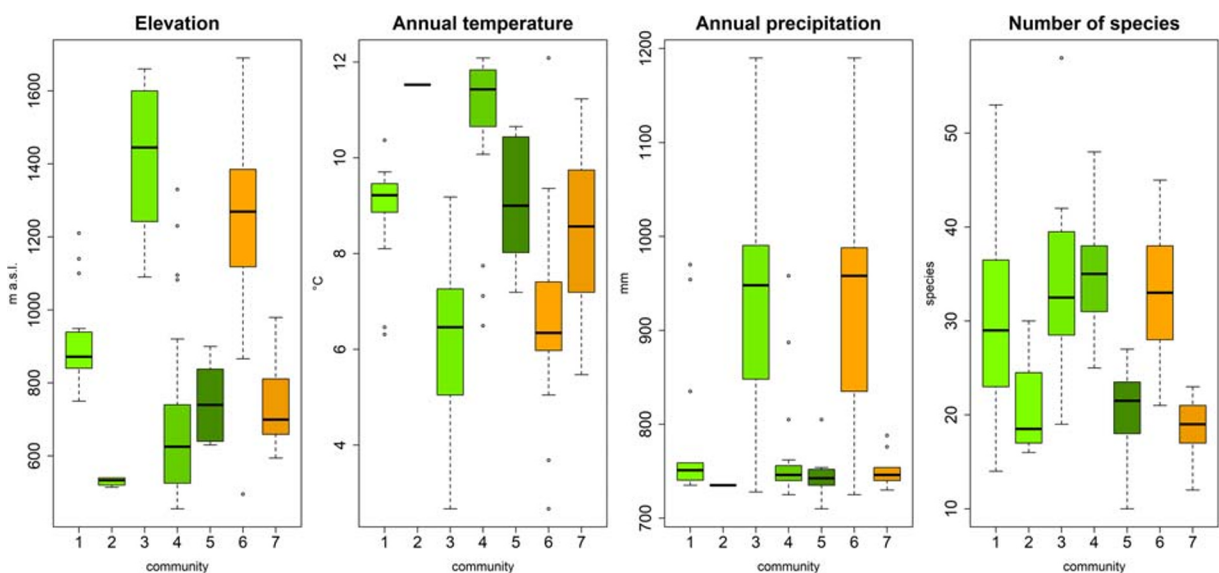 Elevation
m a.s.l.
1600
1400
1200
1000
800
600
1 2 3 4 5 6 7
community
Annual temperature
°C
12
10
8
6
4
1 2 3 4 5 6 7
community
Annual precipitation
mm
1200
1100
1000
900
800
700
1 2 3 4 5 6 7
community
Number of species
species
50
40
30
20
10
1 2 3 4 5 6 7
community